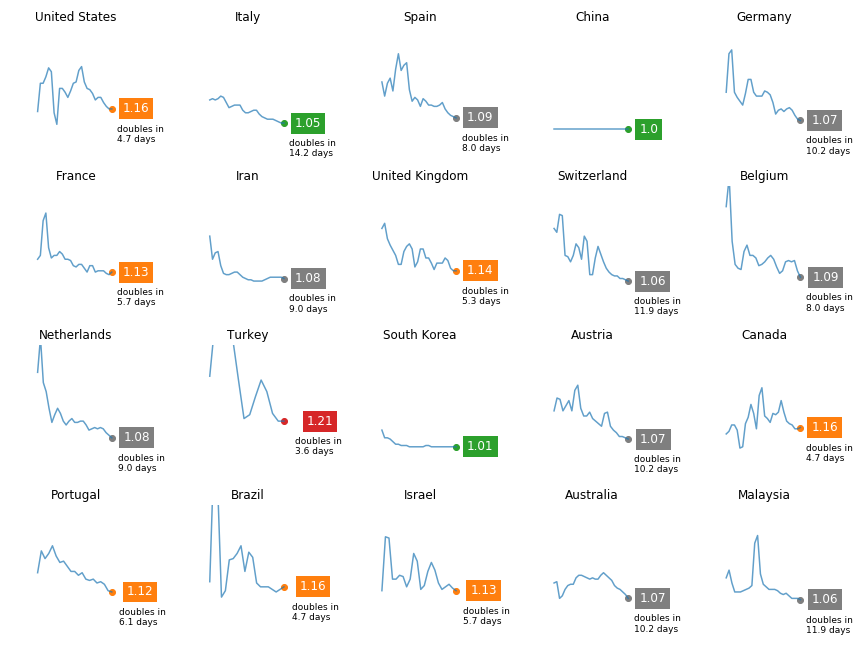 United States
Italy
Spain
China
Germany
1.16
doubles in
4.7 days
1.05
doubles in
14.2 days
1.09
doubles in
8.0 days
1.0
1.07
doubles in
10.2 days
France
Iran
United Kingdom
Switzerland
Belgium
1.13
doubles in
5.7 days
1.08
doubles in
9.0 days
1.14
doubles in
5.3 days
1.06
doubles in
11.9 days
1.09
doubles in
8.0 days
Netherlands
Turkey
South Korea
Austria
Canada
1.08
doubles in
9.0 days
1.21
doubles in
3.6 days
1.01
1.07
doubles in
10.2 days
1.16
doubles in
4.7 days
Portugal
Brazil
Israel
Australia
Malaysia
1.12
doubles in
6.1 days
1.16
doubles in
4.7 days
1.13
doubles in
5.7 days
1.07
doubles in
10.2 days
1.06
doubles in
11.9 days